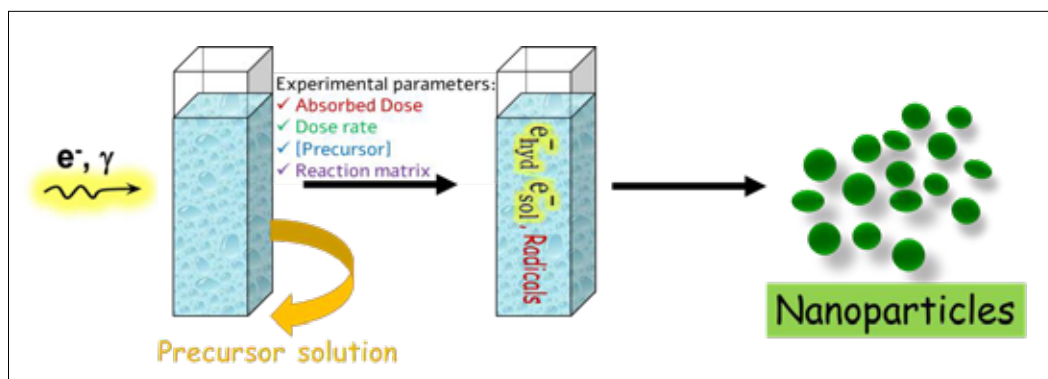 e⁻, γ
Experimental parameters:
✓ Absorbed Dose
✓ Dose rate
✓ [Precursor]
✓ Reaction matrix
Precursor solution
e⁻hyd e⁻sol, Radicals
Nanoparticles